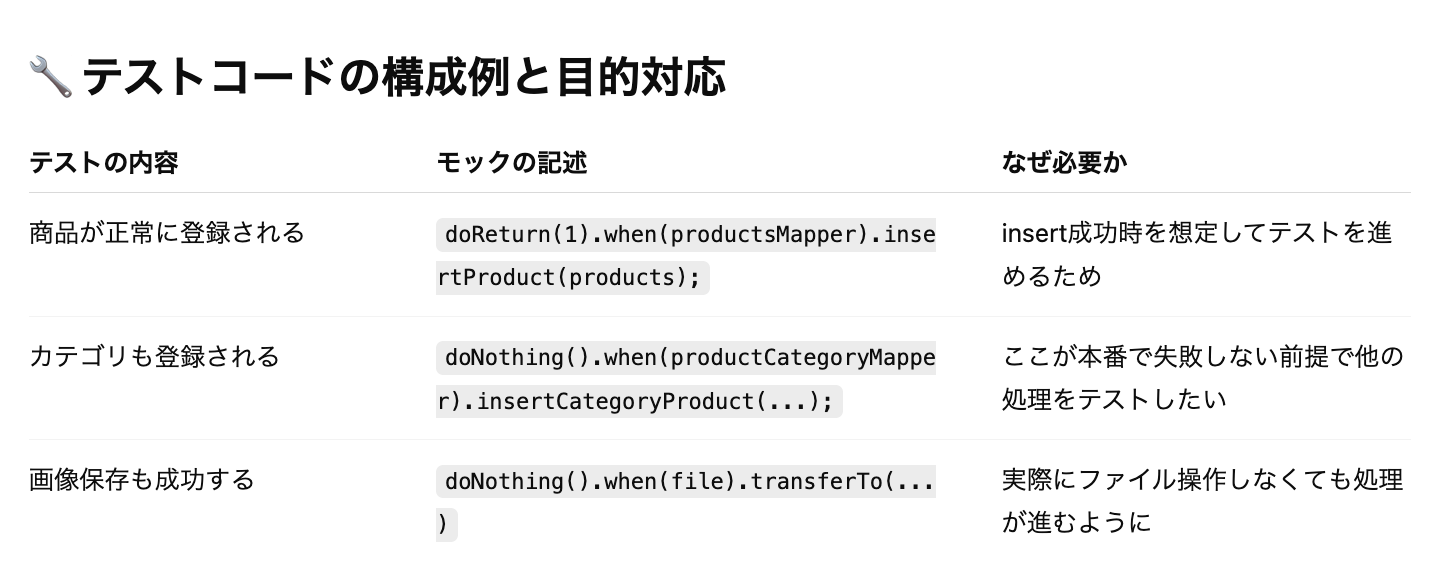 🔧 テストコードの構成例と目的対応
テストの内容 モックの記述 なぜ必要か
商品が正常に登録される
doReturn(1).when(productsMapper).inse
rtProduct(products);
insert成功時を想定してテストを進
めるため
カテゴリも登録される
doNothing().when(productCategoryMappe
r).insertCategoryProduct(...);
ここが本番で失敗しない前提で他の
処理をテストしたい
画像保存も成功する
doNothing().when(file).transferTo(...
)
実際にファイル操作しなくても処理
が進むように